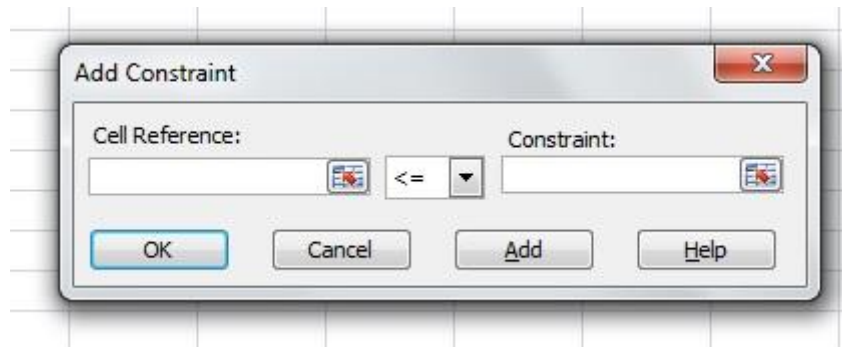 Add Constraint
Cell Reference:
Constraint:
<=
OK
Cancel
Add
Help